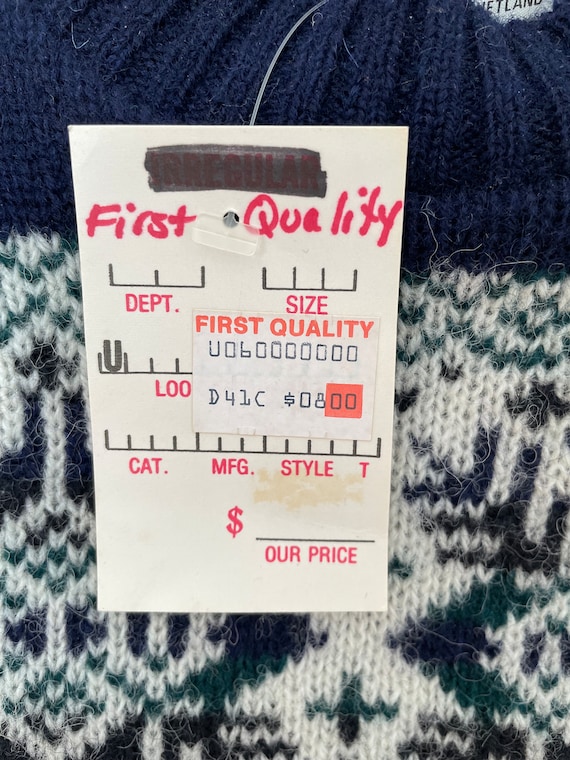 IRREGULAR
First Quality
DEPT. SIZE
FIRST QUALITY
U060000000
U
LOO
D41C $0800
CAT. MFG. STYLE T
$
OUR PRICE